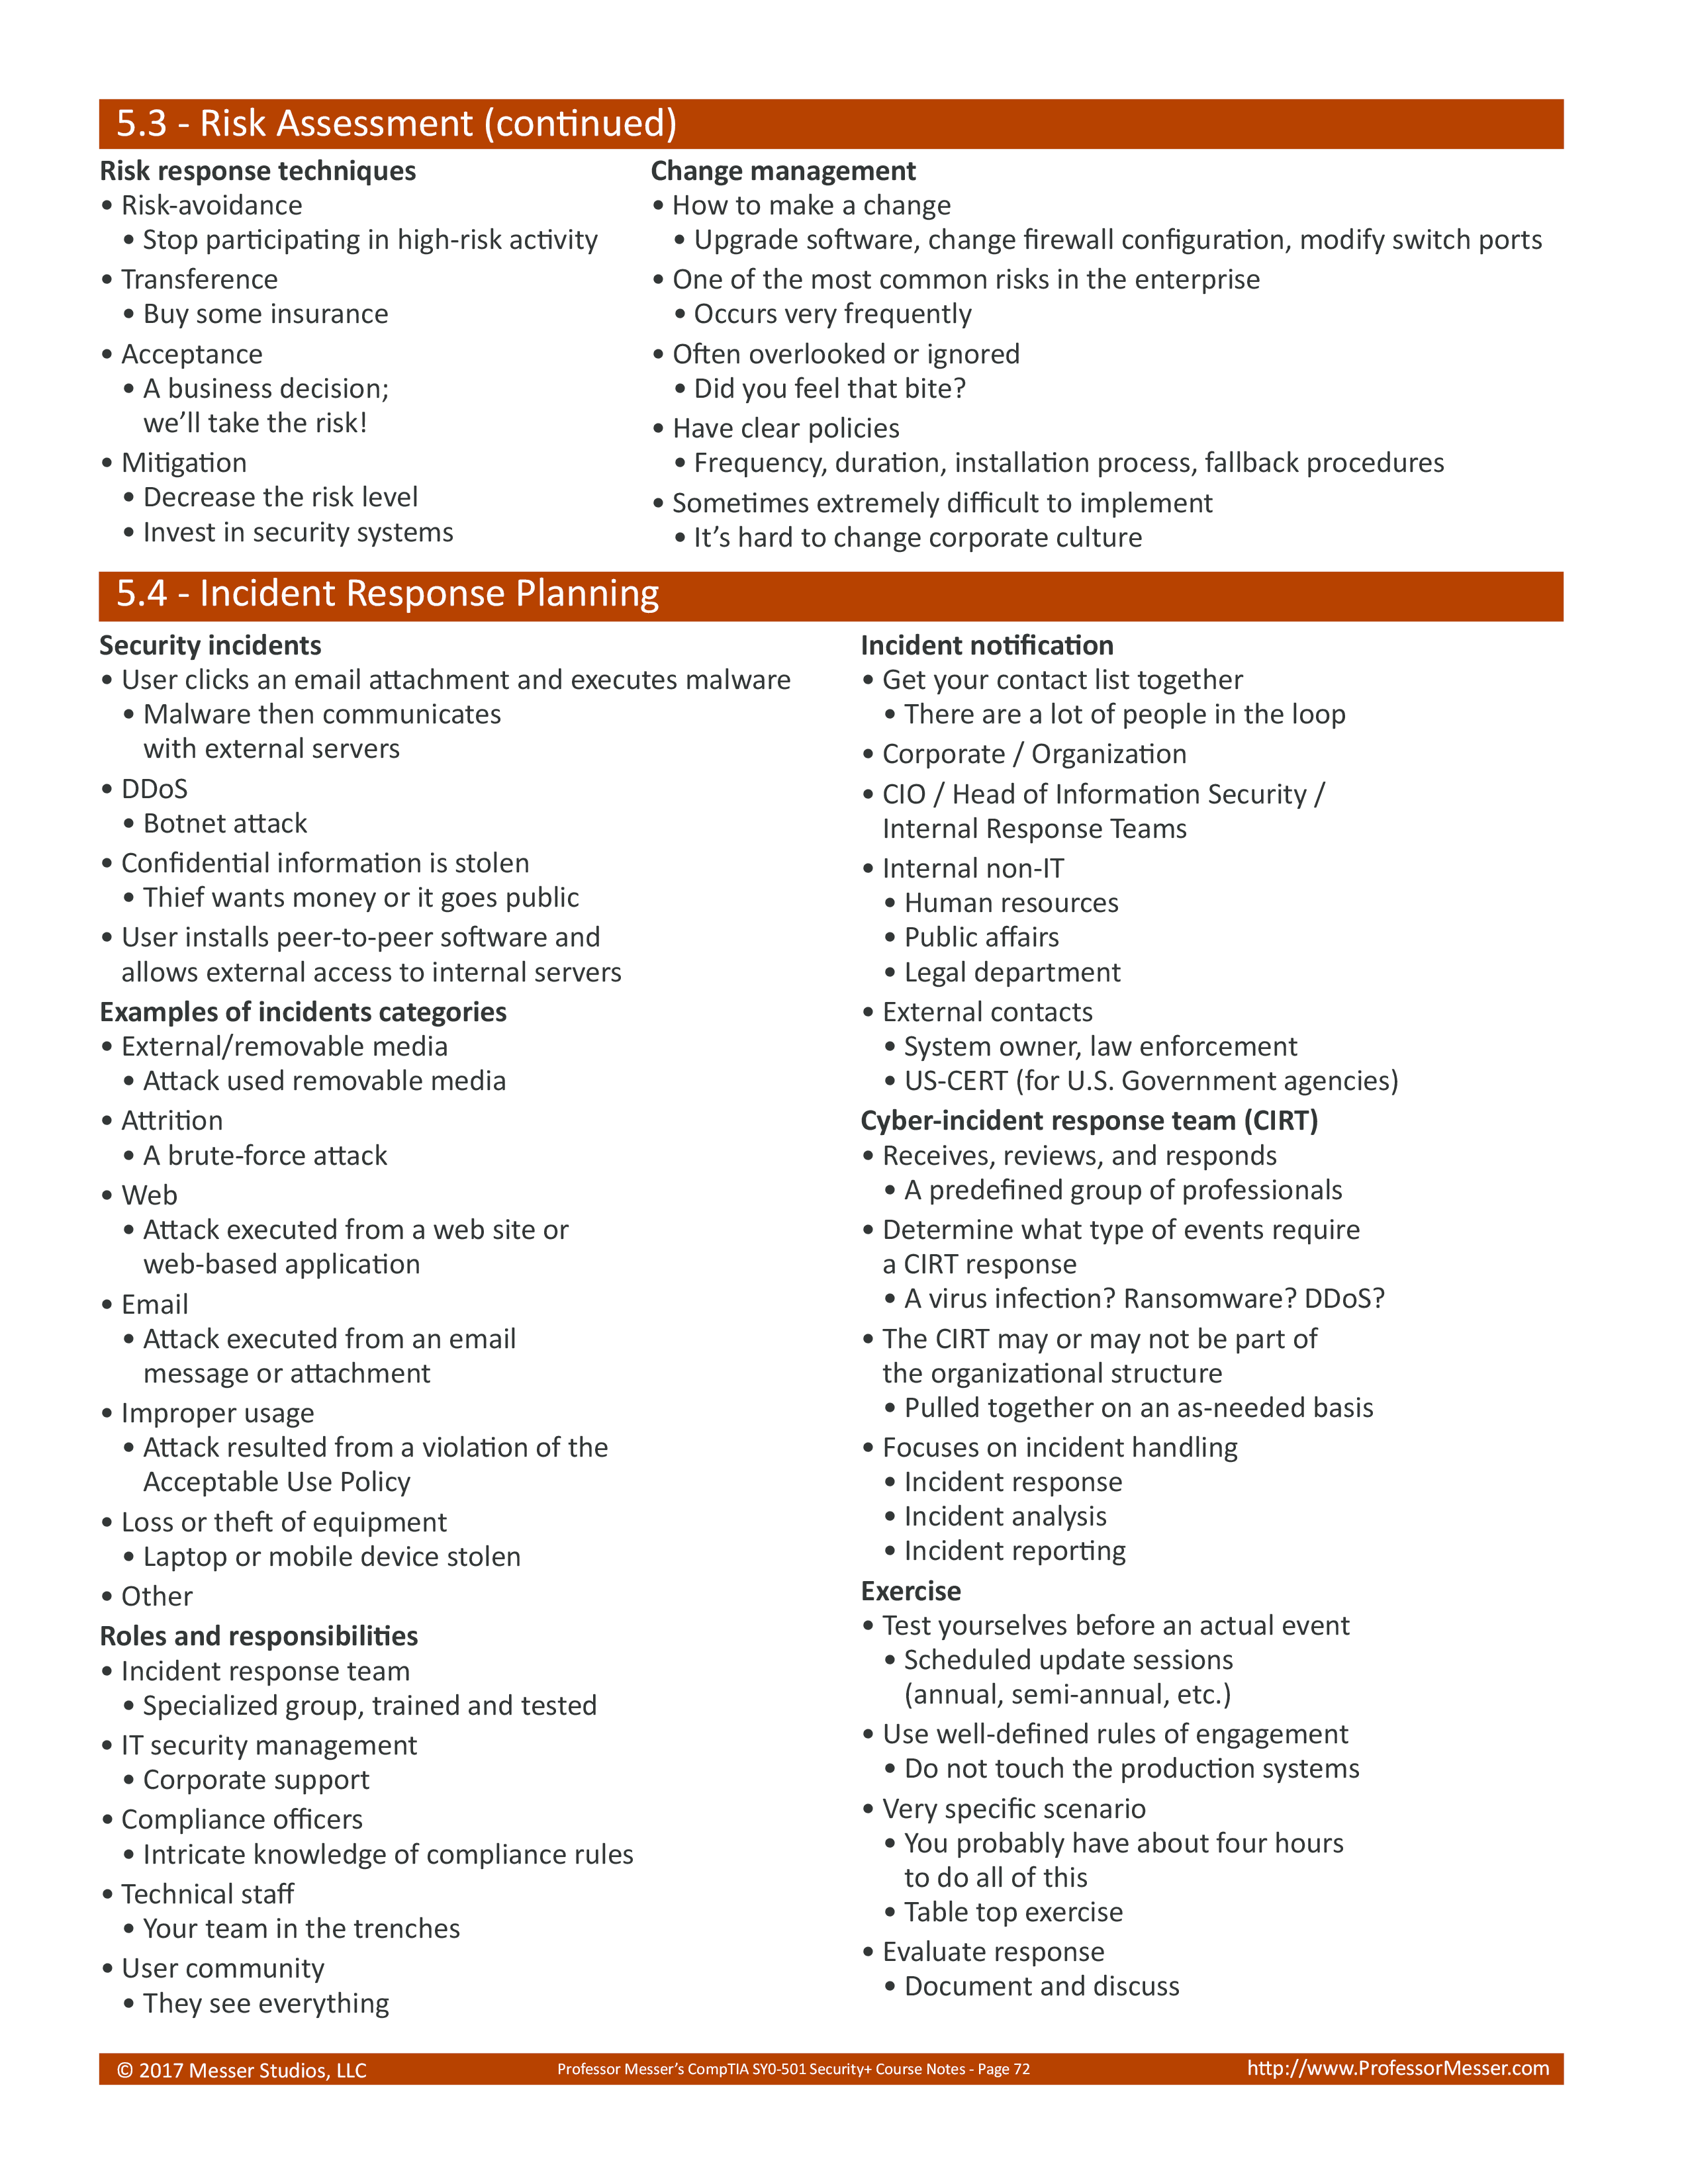 5.3 - Risk Assessment (continued)
Risk response techniques
• Risk-avoidance
• Stop participating in high-risk activity
• Transference
• Buy some insurance
• Acceptance
• A business decision;
we’ll take the risk!
• Mitigation
• Decrease the risk level
• Invest in security systems
Change management
• How to make a change
• Upgrade software, change firewall configuration, modify switch ports
• One of the most common risks in the enterprise
• Occurs very frequently
• Often overlooked or ignored
• Did you feel that bite?
• Have clear policies
• Frequency, duration, installation process, fallback procedures
• Sometimes extremely difficult to implement
• It’s hard to change corporate culture
5.4 - Incident Response Planning
Security incidents
• User clicks an email attachment and executes malware
• Malware then communicates
with external servers
• DDoS
• Botnet attack
• Confidential information is stolen
• Thief wants money or it goes public
• User installs peer-to-peer software and
allows external access to internal servers
Examples of incidents categories
• External/removable media
• Attack used removable media
• Attrition
• A brute-force attack
• Web
• Attack executed from a web site or
web-based application
• Email
• Attack executed from an email
message or attachment
• Improper usage
• Attack resulted from a violation of the
Acceptable Use Policy
• Loss or theft of equipment
• Laptop or mobile device stolen
• Other
Roles and responsibilities
• Incident response team
• Specialized group, trained and tested
• IT security management
• Corporate support
• Compliance officers
• Intricate knowledge of compliance rules
• Technical staff
• Your team in the trenches
• User community
• They see everything
Incident notification
• Get your contact list together
• There are a lot of people in the loop
• Corporate / Organization
• CIO / Head of Information Security /
Internal Response Teams
• Internal non-IT
• Human resources
• Public affairs
• Legal department
• External contacts
• System owner, law enforcement
• US-CERT (for U.S. Government agencies)
Cyber-incident response team (CIRT)
• Receives, reviews, and responds
• A predefined group of professionals
• Determine what type of events require
a CIRT response
• A virus infection? Ransomware? DDoS?
• The CIRT may or may not be part of
the organizational structure
• Pulled together on an as-needed basis
• Focuses on incident handling
• Incident response
• Incident analysis
• Incident reporting
Exercise
• Test yourselves before an actual event
• Scheduled update sessions
(annual, semi-annual, etc.)
• Use well-defined rules of engagement
• Do not touch the production systems
• Very specific scenario
• You probably have about four hours
to do all of this
• Table top exercise
• Evaluate response
• Document and discuss
© 2017 Messer Studios, LLC
Professor Messer’s CompTIA SY0-501 Security+ Course Notes - Page 72
http://www.ProfessorMesser.com